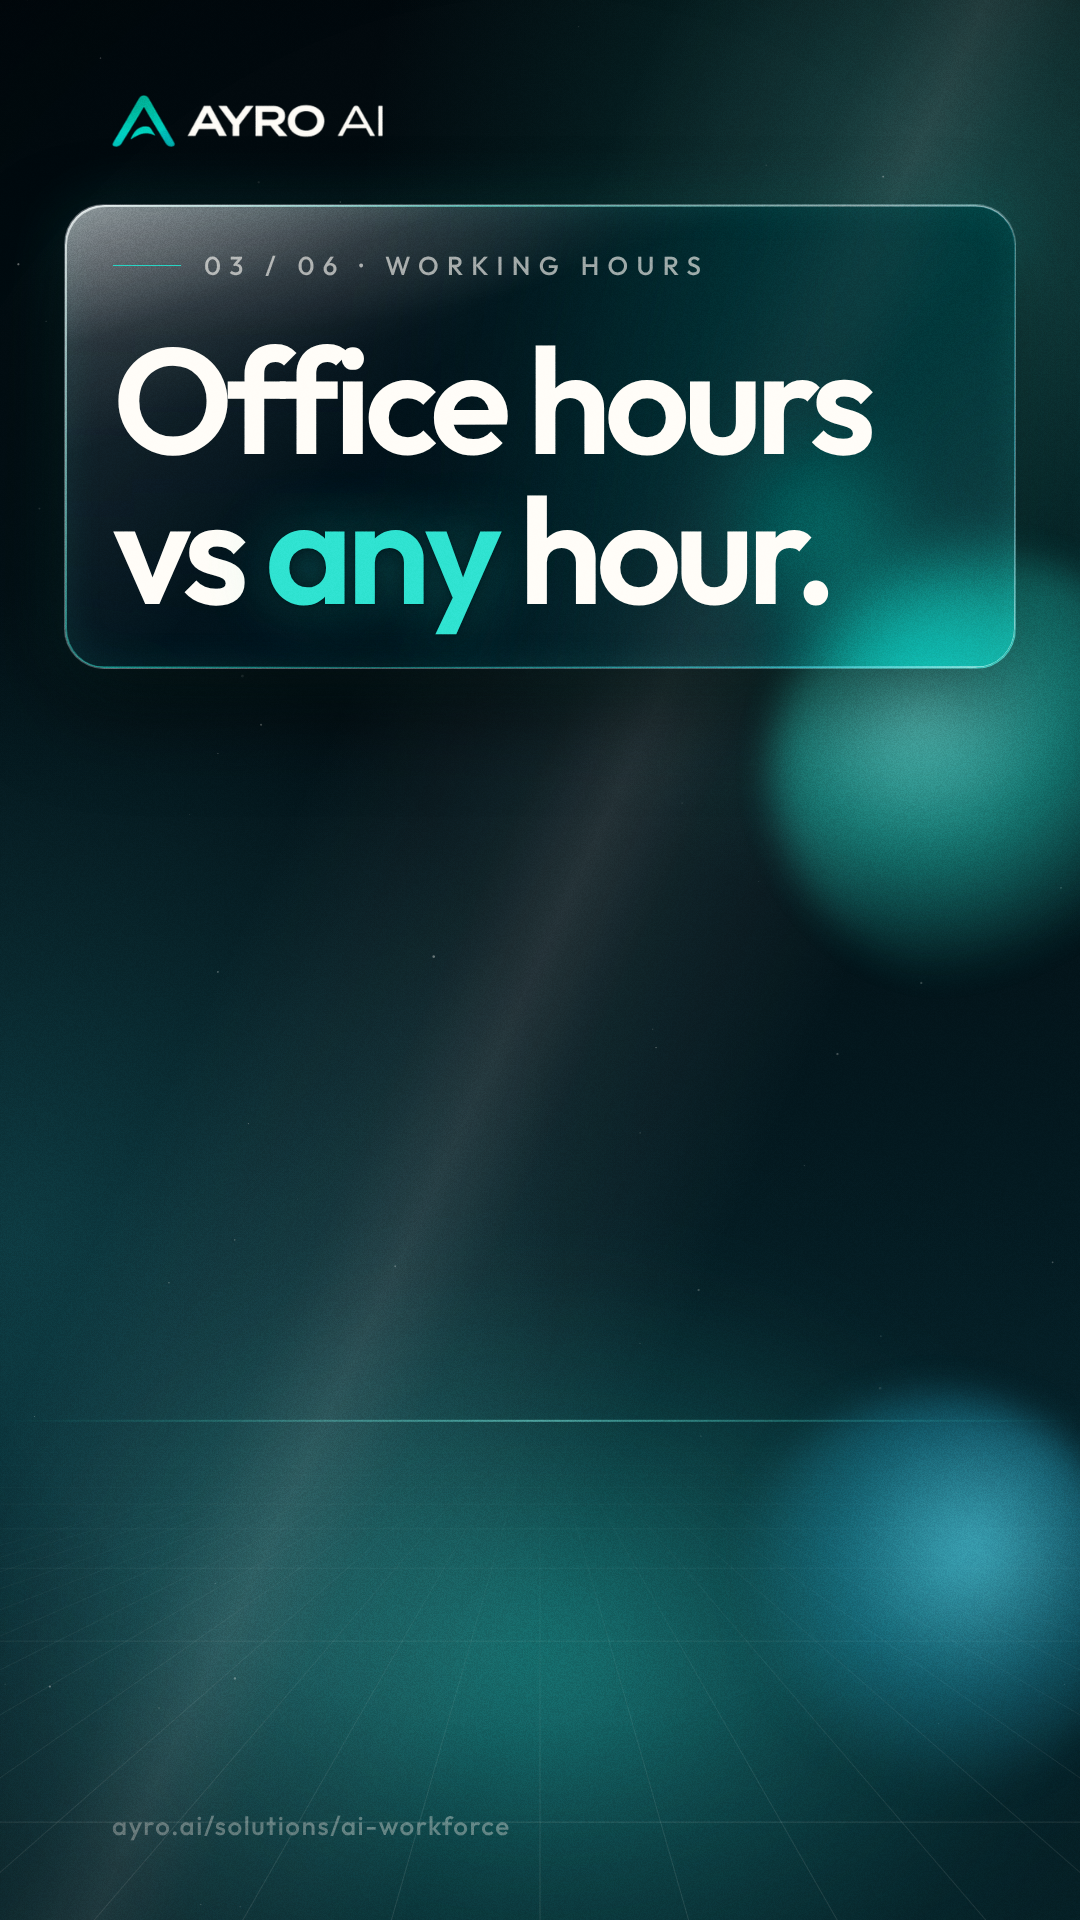 AYRO AI
03 / 06 · WORKING HOURS
Office hours
vs any hour.
ayro.ai/solutions/ai-workforce